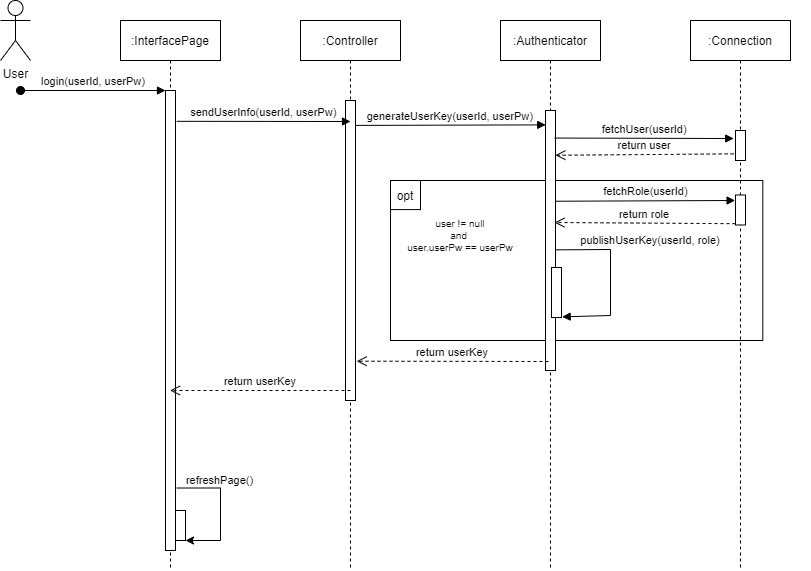 :InterfacePage
:Controller
:Authenticator
:Connection
User
login(userId, userPw)
sendUserInfo(userId, userPw)
generateUserKey(userId, userPw)
fetchUser(userId)
return user
opt
fetchRole(userId)
return role
user != null
and
user.userPw == userPw
publishUserKey(userId, role)
return userKey
return userKey
refreshPage()